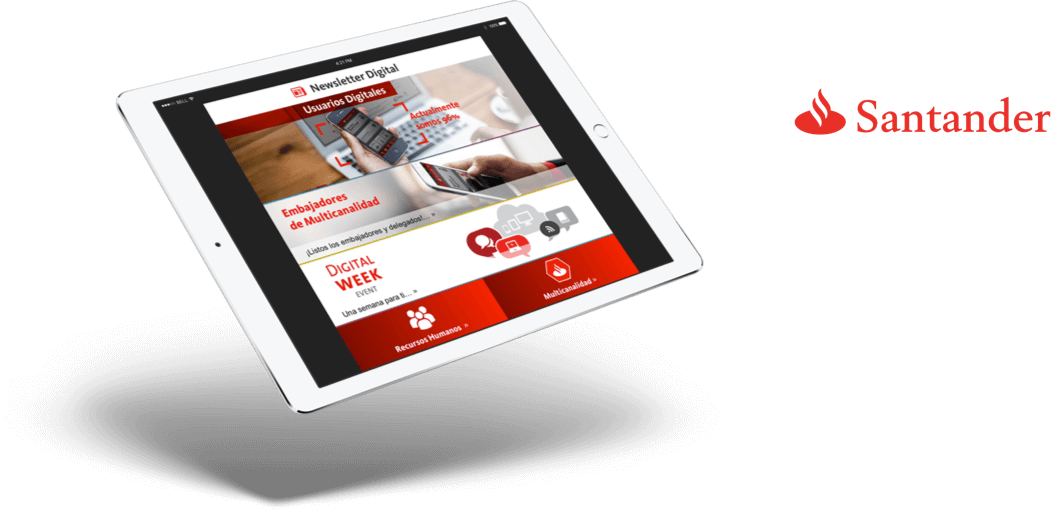 ●●●○○ BELL
4:21 PM
100%
Newsletter Digital
Usuarios Digitales
Actualmente
somos 96%
Embajadores
de Multicanalidad
¡Listos los embajadores y delegados!... »
DIGITAL
WEEK
EVENT
Una semana para ti... »
Recursos Humanos »
Multicanalidad »
Santander